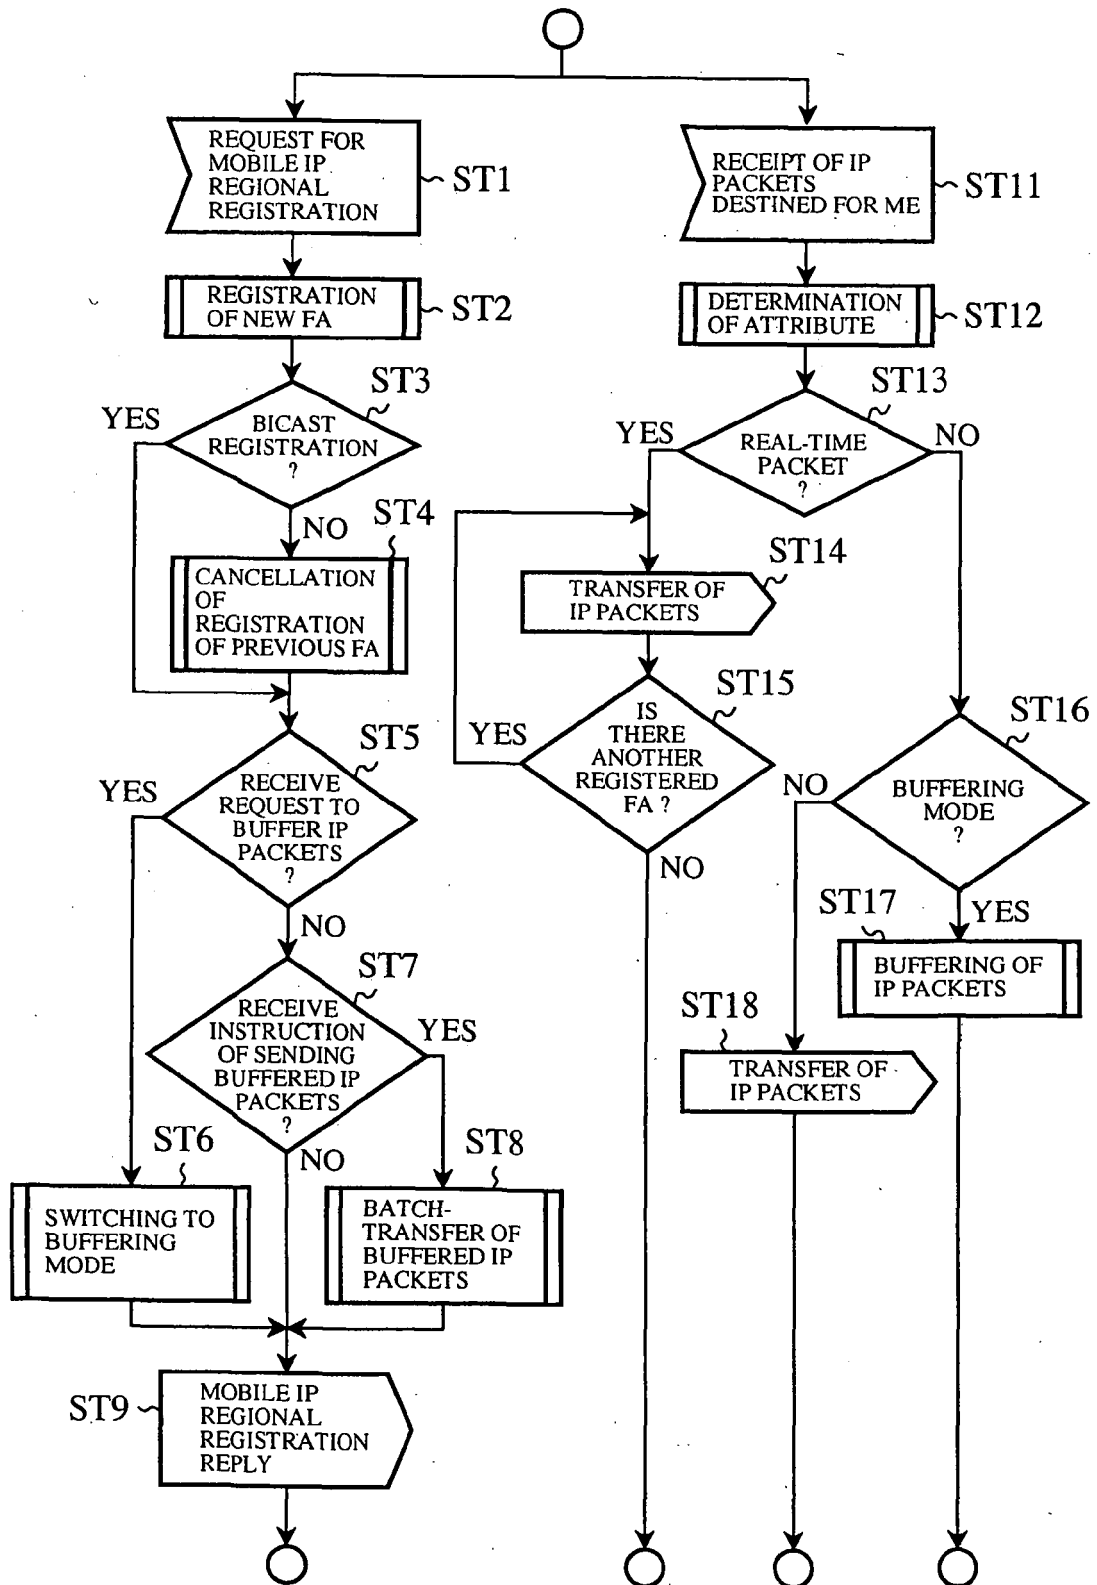 REQUEST FOR
MOBILE IP
REGIONAL
REGISTRATION
ST1
REGISTRATION
OF NEW FA
ST2
ST3
YES
BICAST
REGISTRATION
?
NO
ST4
CANCELLATION
OF
REGISTRATION
OF PREVIOUS FA
ST5
YES
RECEIVE
REQUEST TO
BUFFER IP
PACKETS
?
NO
ST7
RECEIVE
INSTRUCTION
OF SENDING
BUFFERED IP
PACKETS
?
YES
NO
ST6
SWITCHING TO
BUFFERING
MODE
ST8
BATCH-
TRANSFER OF
BUFFERED IP
PACKETS
ST9
MOBILE IP
REGIONAL
REGISTRATION
REPLY
RECEIPT OF IP
PACKETS
DESTINED FOR ME
ST11
DETERMINATION
OF ATTRIBUTE
ST12
ST13
YES
REAL-TIME
PACKET
?
NO
ST14
TRANSFER OF
IP PACKETS
ST15
YES
IS
THERE
ANOTHER
REGISTERED
FA ?
NO
ST16
NO
BUFFERING
MODE
?
YES
ST17
BUFFERING OF
IP PACKETS
ST18
TRANSFER OF
IP PACKETS